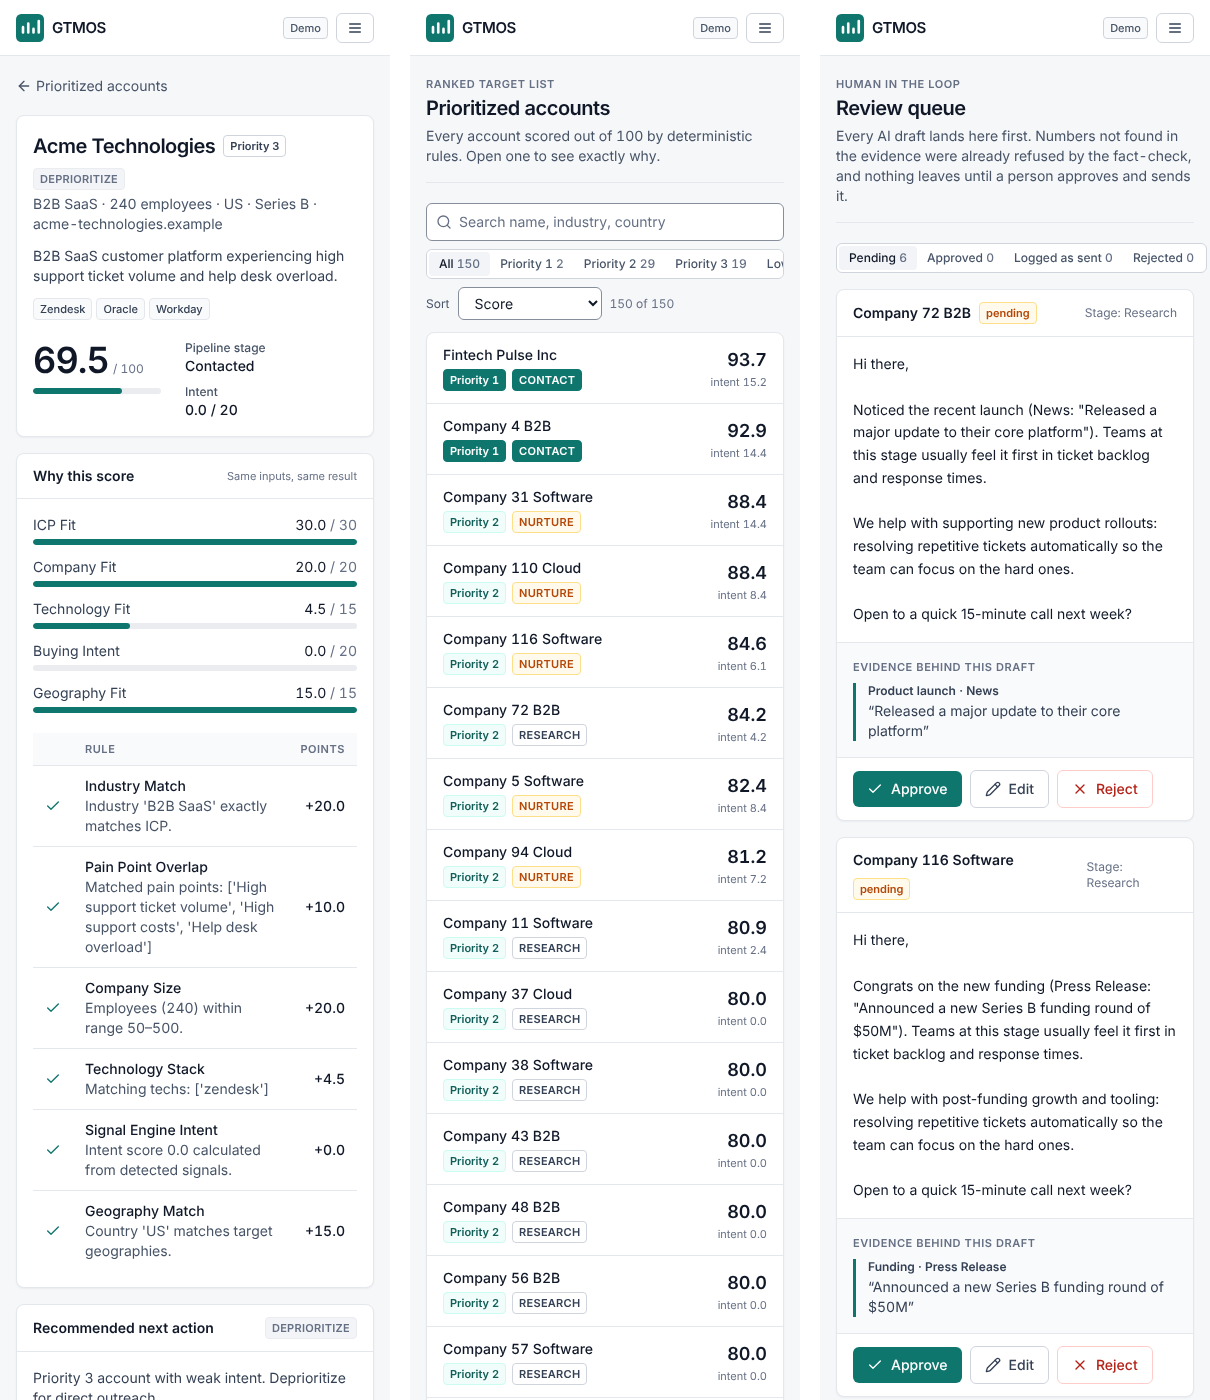 GTMOS
Demo
Prioritized accounts
Acme Technologies
Priority 3
DEPRIORITIZE
B2B SaaS · 240 employees · US · Series B ·
acme-technologies.example
B2B SaaS customer platform experiencing high
support ticket volume and help desk overload.
Zendesk
Oracle
Workday
69.5 / 100
Pipeline stage
Contacted
Intent
0.0 / 20
Why this score
Same inputs, same result
ICP Fit
30.0 / 30
Company Fit
20.0 / 20
Technology Fit
4.5 / 15
Buying Intent
0.0 / 20
Geography Fit
15.0 / 15
RULE
POINTS
Industry Match
Industry 'B2B SaaS' exactly
matches ICP.
+20.0
Pain Point Overlap
Matched pain points: ['High
support ticket volume', 'High
support costs', 'Help desk
overload']
+10.0
Company Size
Employees (240) within
range 50–500.
+20.0
Technology Stack
Matching techs: ['zendesk']
+4.5
Signal Engine Intent
Intent score 0.0 calculated
from detected signals.
+0.0
Geography Match
Country 'US' matches target
geographies.
+15.0
Recommended next action
DEPRIORITIZE
Priority 3 account with weak intent. Deprioritize
for direct outreach
GTMOS
Demo
RANKED TARGET LIST
Prioritized accounts
Every account scored out of 100 by deterministic
rules. Open one to see exactly why.
Search name, industry, country
All 150
Priority 1 2
Priority 2 29
Priority 3 19
Lov
Sort
Score
150 of 150
Fintech Pulse Inc
Priority 1
CONTACT
93.7
intent 15.2
Company 4 B2B
Priority 1
CONTACT
92.9
intent 14.4
Company 31 Software
Priority 2
NURTURE
88.4
intent 14.4
Company 110 Cloud
Priority 2
NURTURE
88.4
intent 8.4
Company 116 Software
Priority 2
NURTURE
84.6
intent 6.1
Company 72 B2B
Priority 2
RESEARCH
84.2
intent 4.2
Company 5 Software
Priority 2
NURTURE
82.4
intent 8.4
Company 94 Cloud
Priority 2
NURTURE
81.2
intent 7.2
Company 11 Software
Priority 2
RESEARCH
80.9
intent 2.4
Company 37 Cloud
Priority 2
RESEARCH
80.0
intent 0.0
Company 38 Software
Priority 2
RESEARCH
80.0
intent 0.0
Company 43 B2B
Priority 2
RESEARCH
80.0
intent 0.0
Company 48 B2B
Priority 2
RESEARCH
80.0
intent 0.0
Company 56 B2B
Priority 2
RESEARCH
80.0
intent 0.0
Company 57 Software
Priority 2
RESEARCH
80.0
intent 0.0
GTMOS
Demo
HUMAN IN THE LOOP
Review queue
Every AI draft lands here first. Numbers not found in
the evidence were already refused by the fact-check,
and nothing leaves until a person approves and sends
it.
Pending 6
Approved 0
Logged as sent 0
Rejected 0
Company 72 B2B
pending
Stage: Research
Hi there,
Noticed the recent launch (News: "Released a
major update to their core platform"). Teams at
this stage usually feel it first in ticket backlog
and response times.
We help with supporting new product rollouts:
resolving repetitive tickets automatically so the
team can focus on the hard ones.
Open to a quick 15-minute call next week?
EVIDENCE BEHIND THIS DRAFT
Product launch · News
“Released a major update to their core
platform”
Approve
Edit
Reject
Company 116 Software
pending
Stage:
Research
Hi there,
Congrats on the new funding (Press Release:
"Announced a new Series B funding round of
$50M"). Teams at this stage usually feel it first in
ticket backlog and response times.
We help with post-funding growth and tooling:
resolving repetitive tickets automatically so the
team can focus on the hard ones.
Open to a quick 15-minute call next week?
EVIDENCE BEHIND THIS DRAFT
Funding · Press Release
“Announced a new Series B funding round of
$50M”
Approve
Edit
Reject